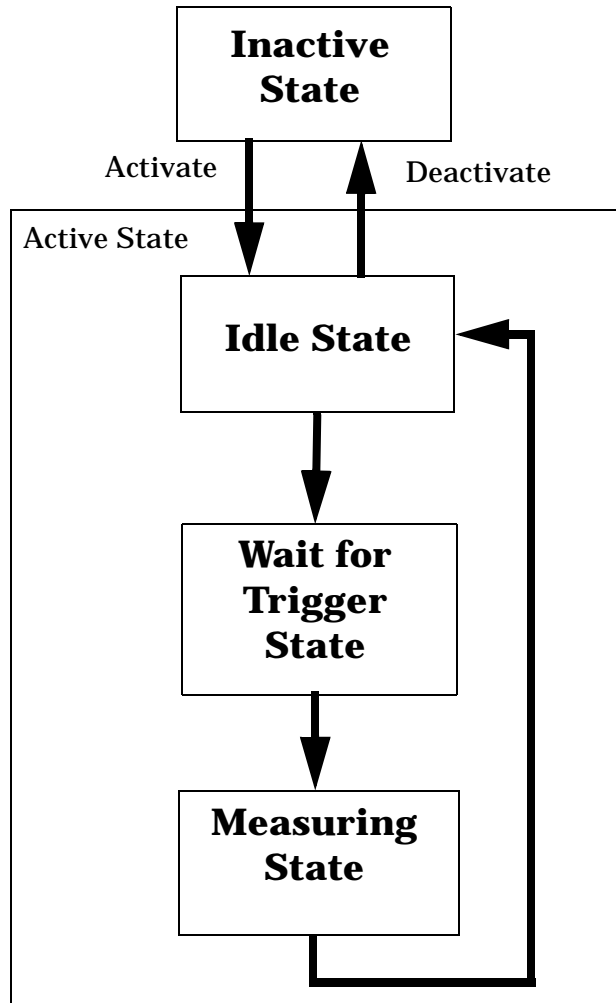 Inactive
State
Activate
Deactivate
Active State
Idle State
Wait for
Trigger
State
Measuring
State